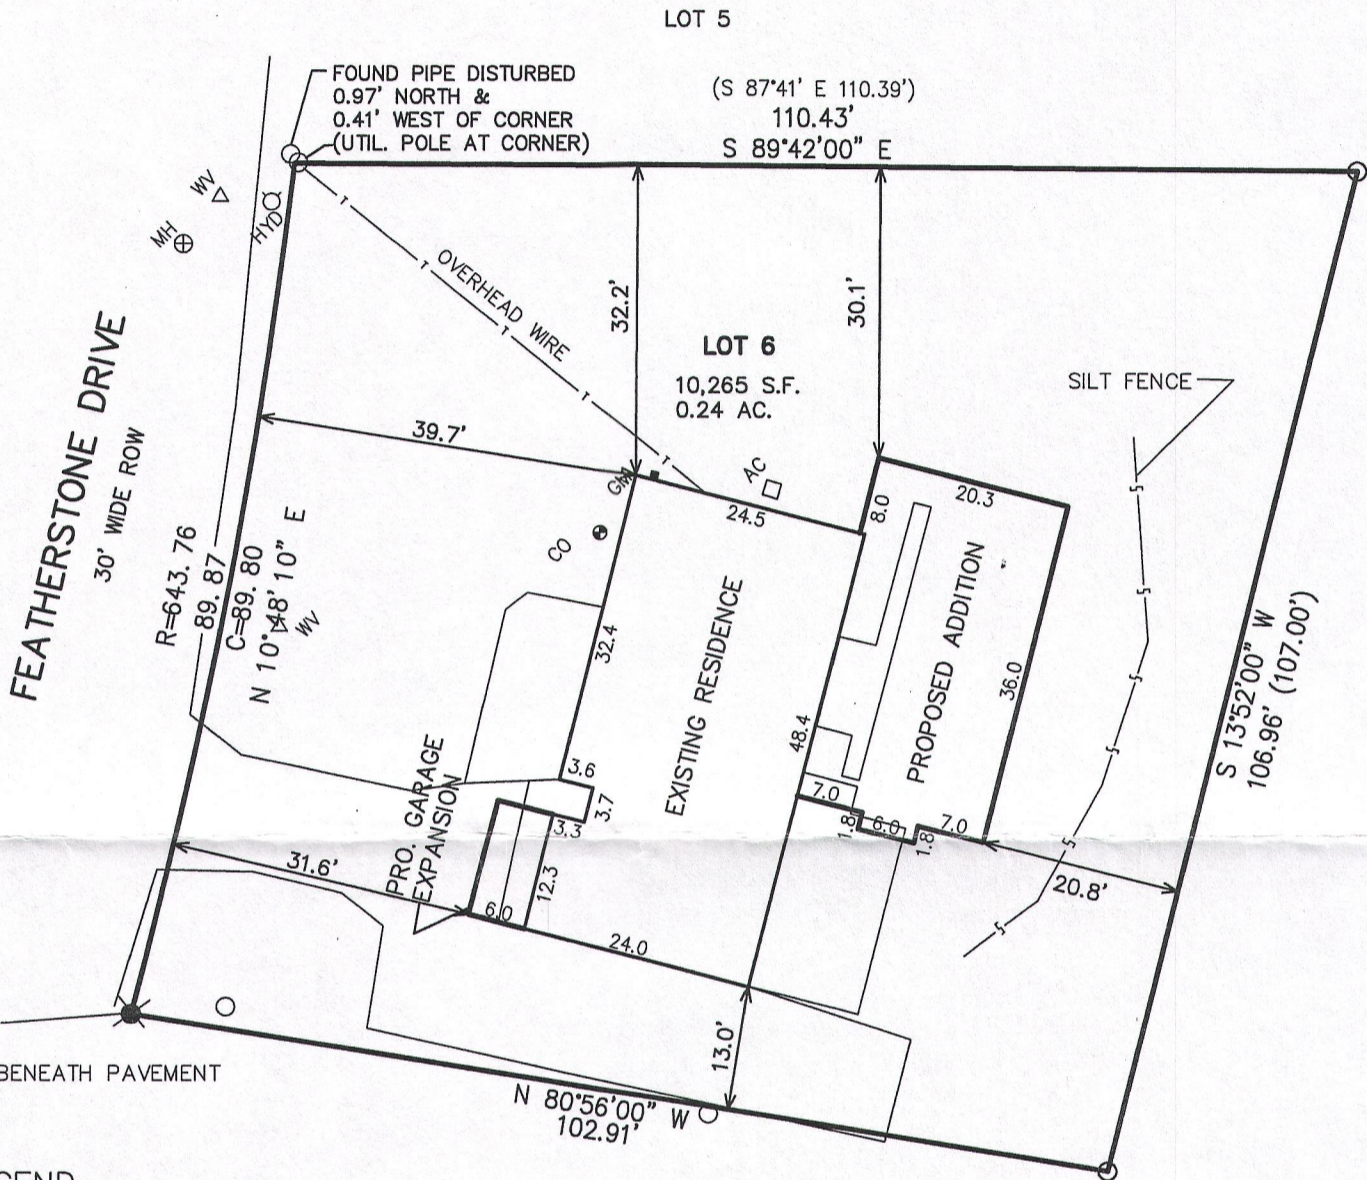 LOT 5
FOUND PIPE DISTURBED
0.97' NORTH &
0.41' WEST OF CORNER
(UTIL. POLE AT CORNER)
(S 87°41' E 110.39')
110.43'
S 89°42'00" E
WV
MH
HYD
OVERHEAD WIRE
32.2'
30.1'
LOT 6
10,265 S.F.
0.24 AC.
SILT FENCE
FEATHERSTONE DRIVE
30' WIDE ROW
39.7'
GM
AC
24.5
8.0
20.3
CO
R=643.76
89.87
C=89.80
N 10°48'10" E
WV
32.4
EXISTING RESIDENCE
48.4
PROPOSED ADDITION
36.0
S 13°52'00" W
106.96' (107.00')
PRO. GARAGE
EXPANSION
3.6
3.7
3.3
12.3
7.0
1.8
6.0
1.8
7.0
20.8'
31.6'
6.0
24.0
13.0'
BENEATH PAVEMENT
N 80°56'00" W
102.91'